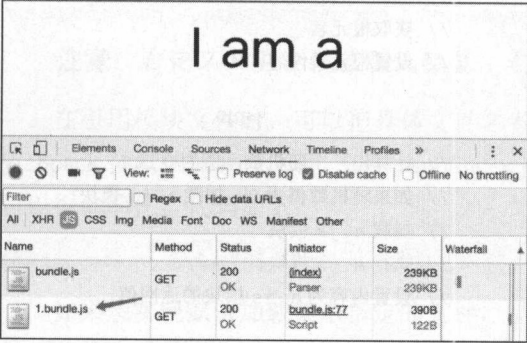 I am a
Elements Console Sources Network Timeline Profiles »
View: Preserve log Disable cache Offline No throttling
Filter Regex Hide data URLs
All XHR JS CSS Img Media Font Doc WS Manifest Other
Name Method Status Initiator Size Waterfall
bundle.js GET 200 OK (index) Parser 239KB 239KB
1.bundle.js GET 200 OK bundle.js:77 Script 390B 122B